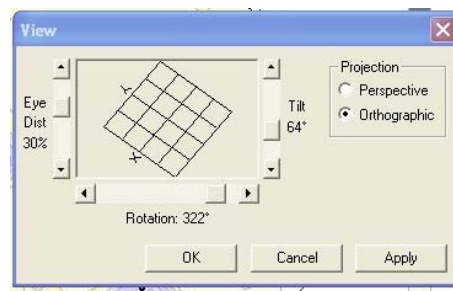 View
Eye
Dist
30%
Y
X
Tilt
64°
Rotation: 322°
Projection
Perspective
Orthographic
OK
Cancel
Apply